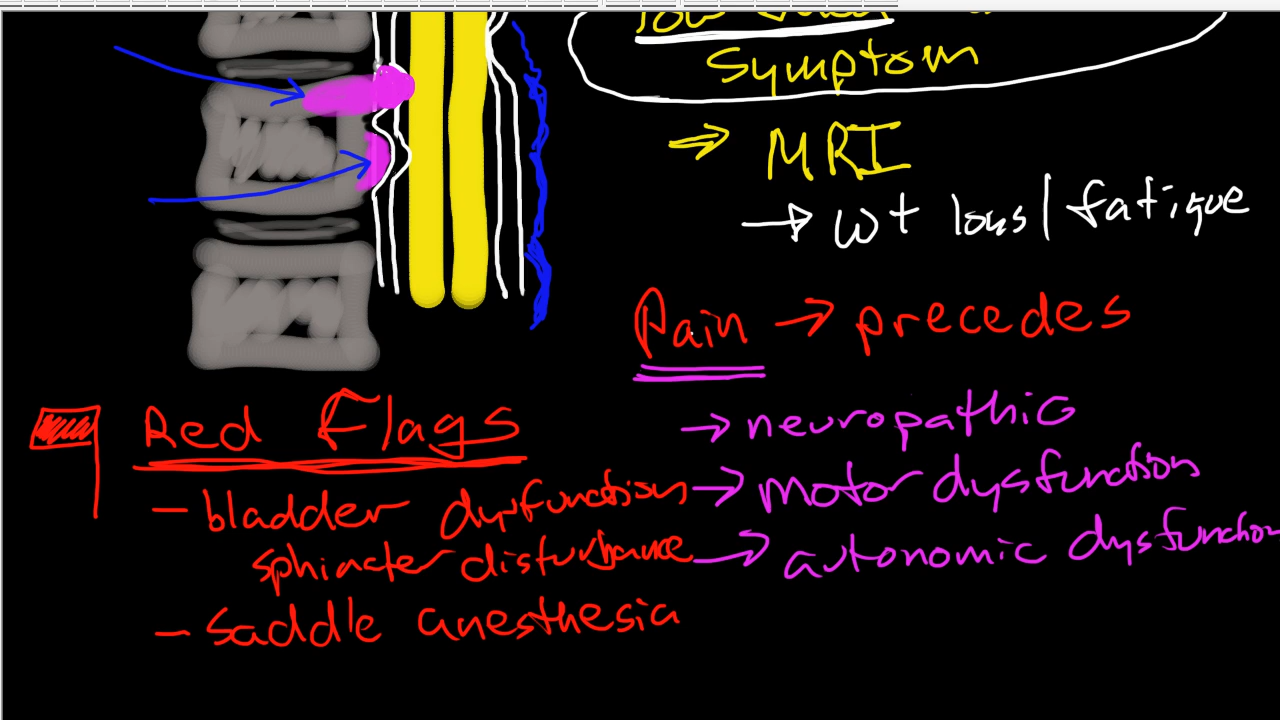 Symptom
⇒ MRI
→ wt loss/fatigue
Pain → precedes
→ neuropathic
→ Motor dysfunction
→ autonomic dysfunction
Red Flags
- bladder dysfunction
sphincter disturbance
- Saddle anesthesia